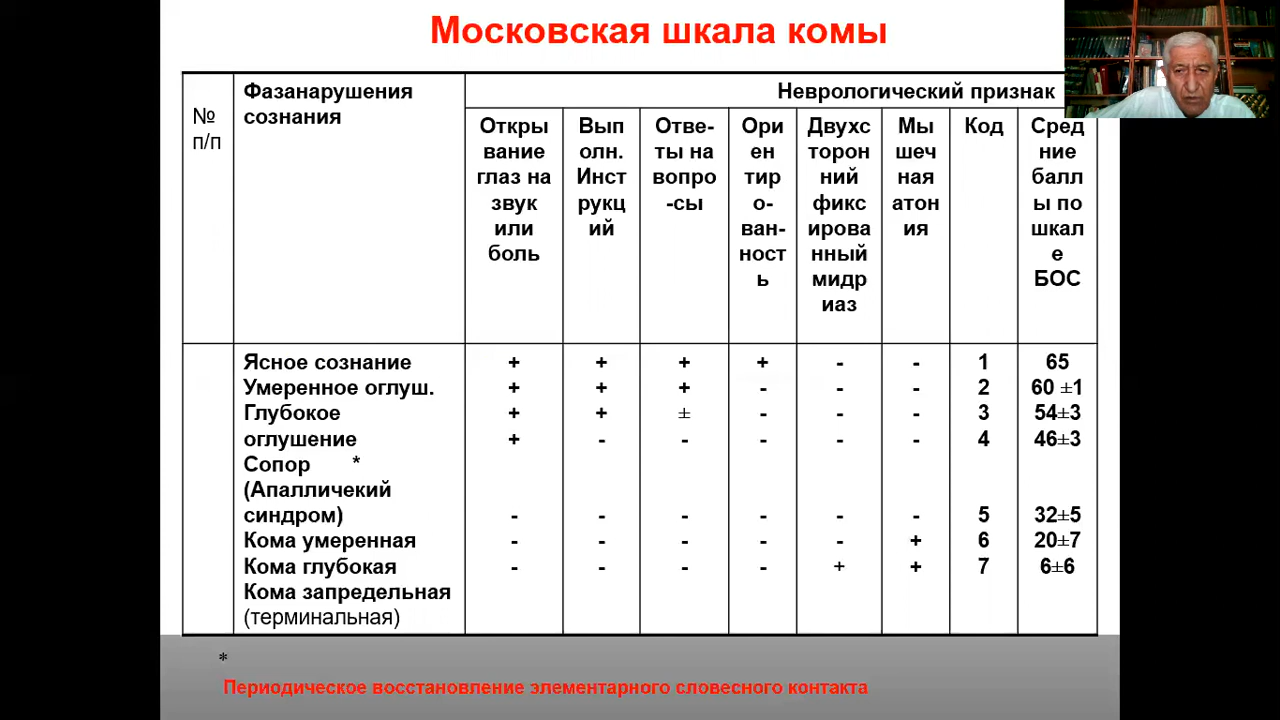 Московская шкала комы
№
п/п
Фазанарушения
сознания
Неврологический признак
Откры
вание
глаз на
звук
или
боль
Вып
олн.
Инст
рукц
ий
Отве-
ты на
вопро
-сы
Ори
ен
тир
о-
ван-
ност
ь
Двухс
торон
ний
фикс
ирова
нный
мидр
иаз
Мы
шеч
ная
атон
ия
Код
Сред
ние
балл
ы по
шкал
е
БОС
Ясное сознание + + + + - - 1 65
Умеренное оглуш. + + + - - - 2 60 ±1
Глубокое + + ± - - - 3 54±3
оглушение + - - - - - 4 46±3
Сопор *
(Апалличекий
синдром) - - - - - - 5 32±5
Кома умеренная - - - - - + 6 20±7
Кома глубокая - - - - + + 7 6±6
Кома запредельная
(терминальная)
*
Периодическое восстановление элементарного словесного контакта